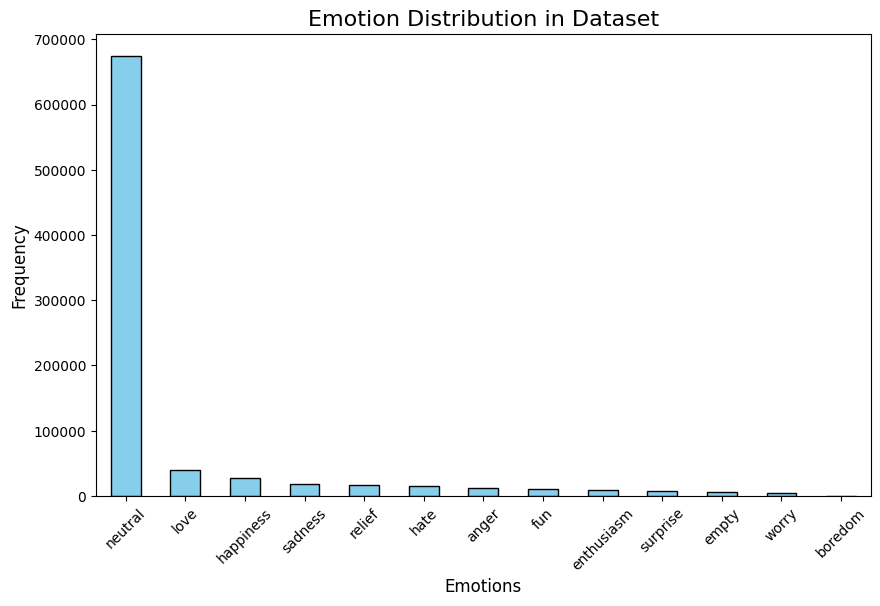 Emotion Distribution in Dataset
700000
600000
500000
400000
300000
200000
100000
0
Frequency
neutral
love
happiness
sadness
relief
hate
anger
fun
enthusiasm
surprise
empty
worry
boredom
Emotions